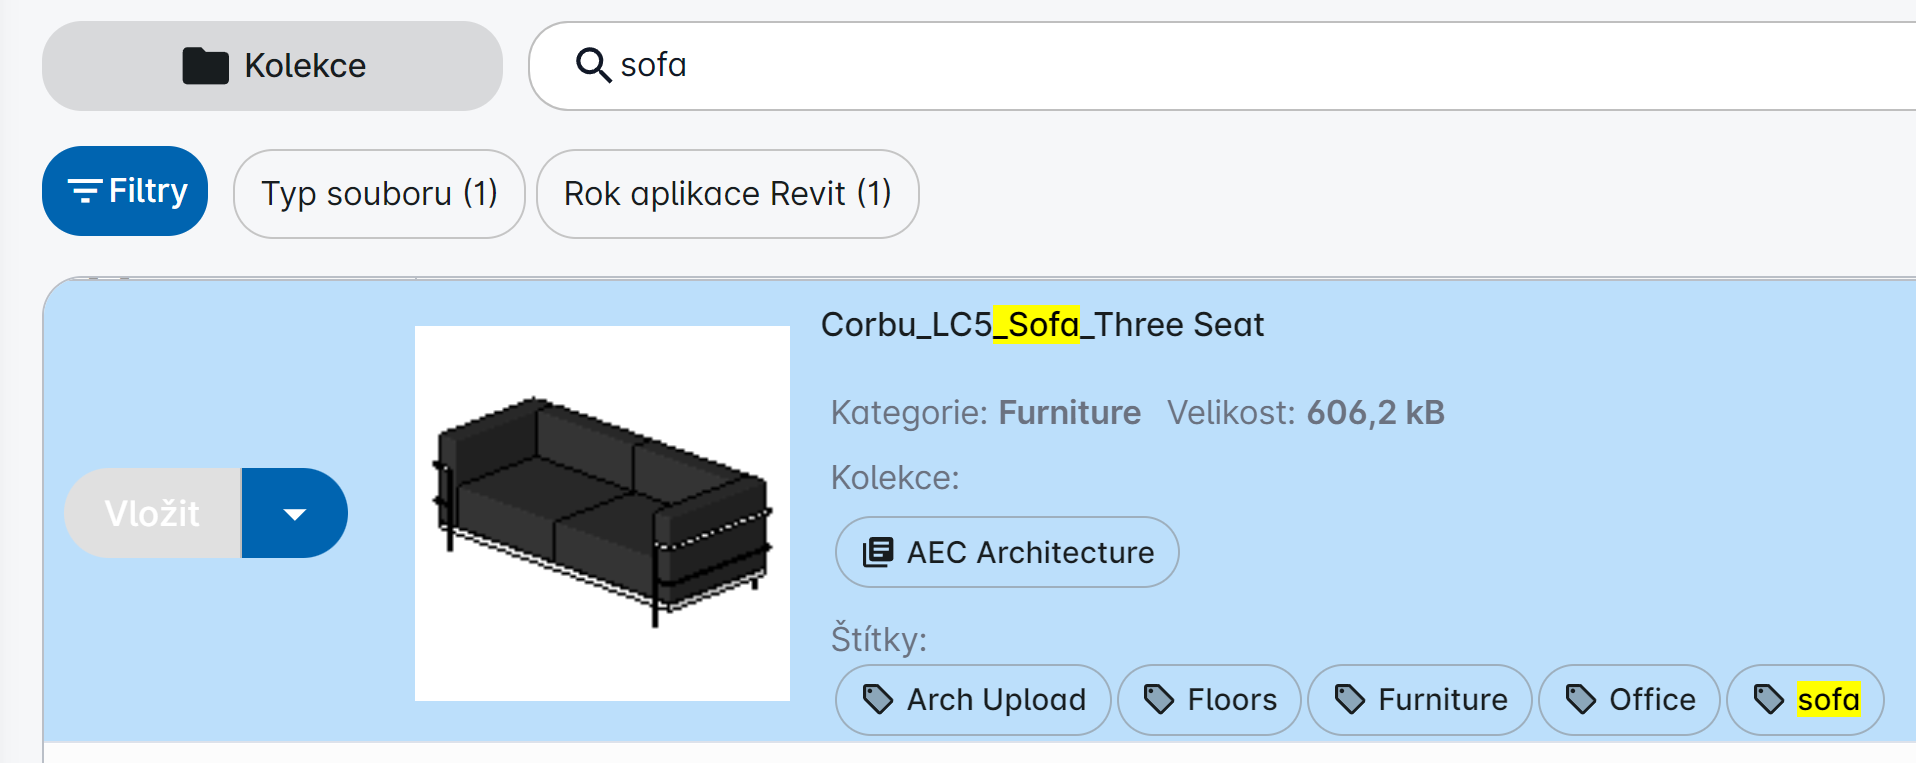 Kolekce
sofa
Filtry
Typ souboru (1)
Rok aplikace Revit (1)
Corbu_LC5_Sofa_Three Seat
Kategorie: Furniture Velikost: 606,2 kB
Kolekce:
Vložit
AEC Architecture
Štítky:
Arch Upload
Floors
Furniture
Office
sofa